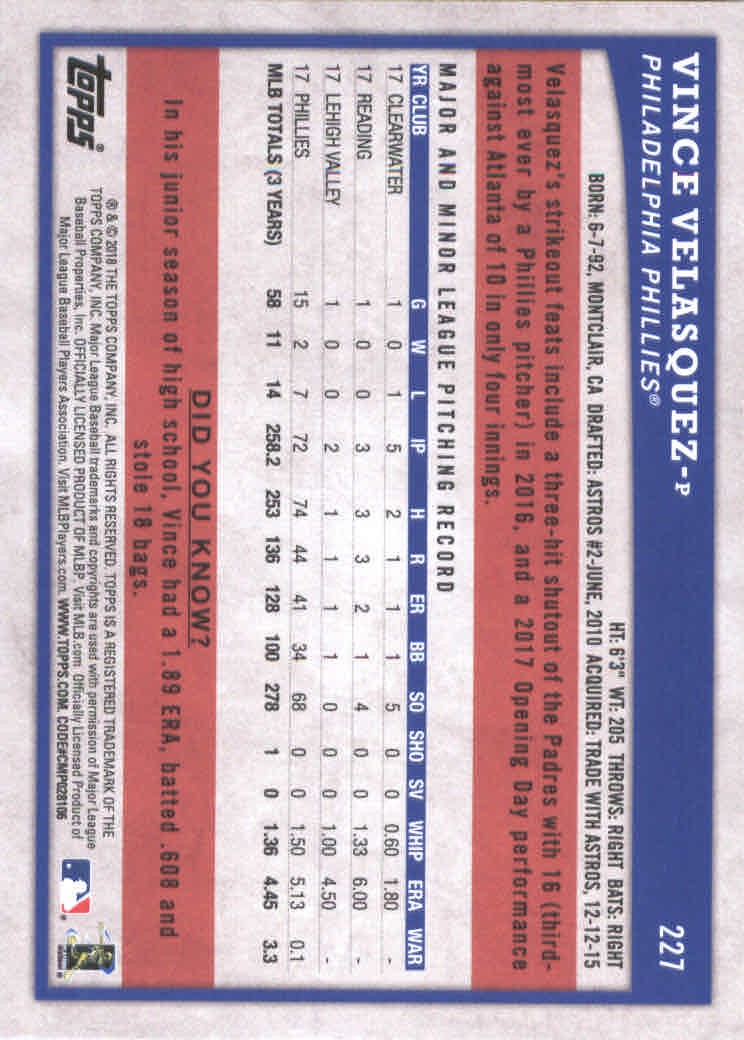 VINCE VELASQUEZ-P
227
PHILADELPHIA PHILLIES®
HT: 6'3" WT: 205 THROWS: RIGHT BATS: RIGHT
BORN: 6-7-92, MONTCLAIR, CA DRAFTED: ASTROS #2-JUNE, 2010 ACQUIRED: TRADE WITH ASTROS, 12-12-15
Velasquez's strikeout feats include a three-hit shutout of the Padres with 16 (third-
most ever by a Phillies pitcher) in 2016, and a 2017 Opening Day performance
against Atlanta of 10 in only four innings.
MAJOR AND MINOR LEAGUE PITCHING RECORD
YR CLUB G W L IP H R ER BB SO SHO SV WHIP ERA WAR
17 CLEARWATER 1 0 1 5 2 1 1 1 5 0 0 0.60 1.80 -
17 READING 1 0 0 3 3 3 2 1 4 0 0 1.33 6.00 -
17 LEHIGH VALLEY 1 0 0 2 1 1 1 1 0 0 0 1.00 4.50 -
17 PHILLIES 15 2 7 72 74 44 41 34 68 0 0 1.50 5.13 0.1
MLB TOTALS (3 YEARS) 58 11 14 258.2 253 136 128 100 278 1 0 1.36 4.45 3.3
DID YOU KNOW?
In his junior season of high school, Vince had a 1.89 ERA, batted .608 and
stole 18 bags.
topps®
® & © 2018 THE TOPPS COMPANY, INC. ALL RIGHTS RESERVED. TOPPS IS A REGISTERED TRADEMARK OF THE
TOPPS COMPANY, INC. Major League Baseball trademarks and copyrights are used with permission of Major League
Baseball Properties, Inc. OFFICIALLY LICENSED PRODUCT OF MLBP. Visit MLB.com Officially Licensed Product of
Major League Baseball Players Association. Visit MLBPlayers.com. WWW.TOPPS.COM. CODE#CMP028106